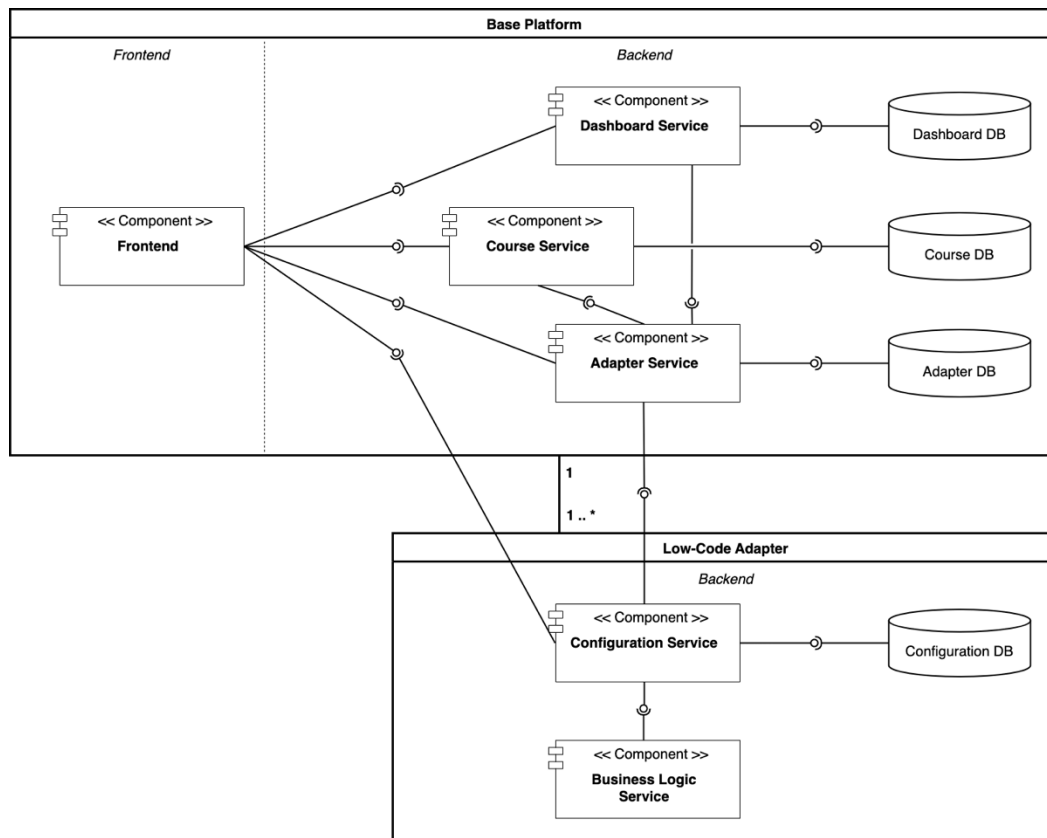 Base Platform
Frontend
Backend
<< Component >>
Dashboard Service
Dashboard DB
<< Component >>
Frontend
<< Component >>
Course Service
Course DB
<< Component >>
Adapter Service
Adapter DB
1
1 .. *
Low-Code Adapter
Backend
<< Component >>
Configuration Service
Configuration DB
<< Component >>
Business Logic
Service